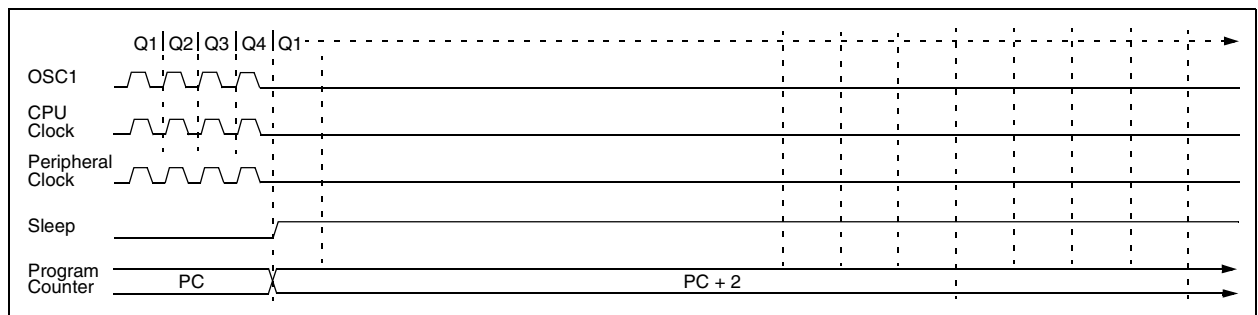 Q1 Q2 Q3 Q4 Q1
OSC1
CPU
Clock
Peripheral
Clock
Sleep
Program
Counter
PC
PC + 2